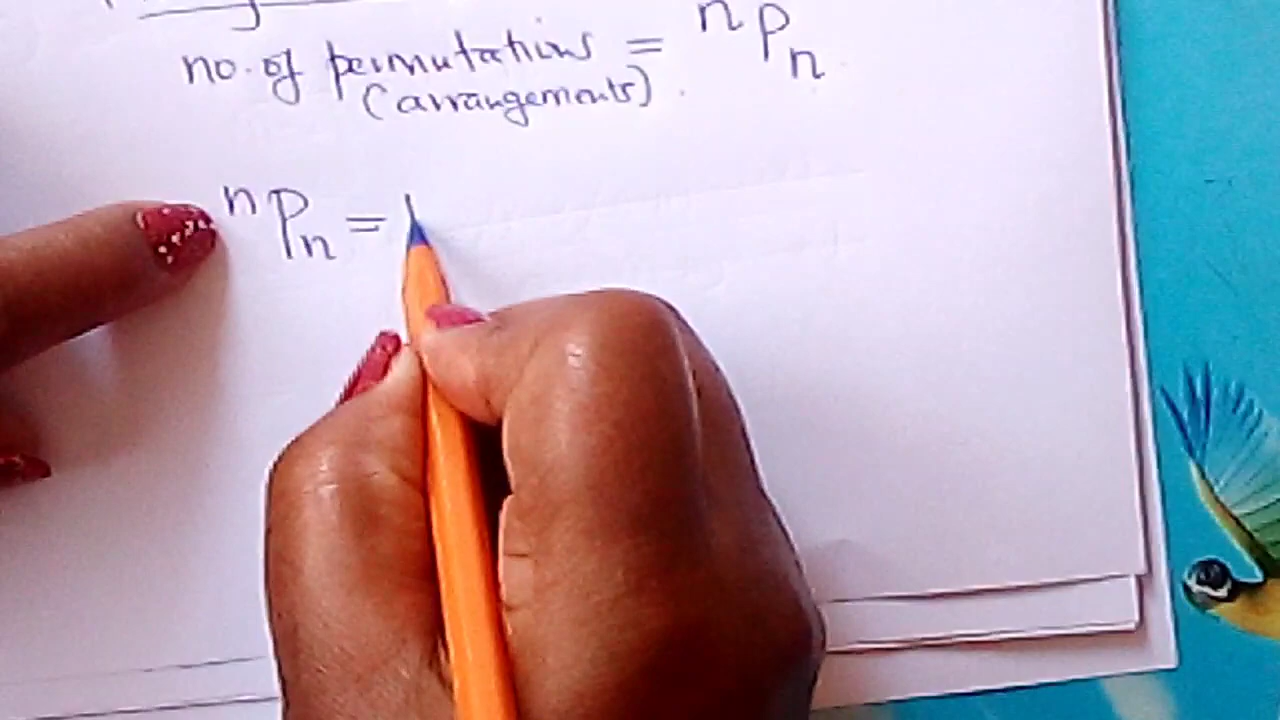 no. of permutations = ⁿPₙ
(arrangements).
ⁿPₙ =